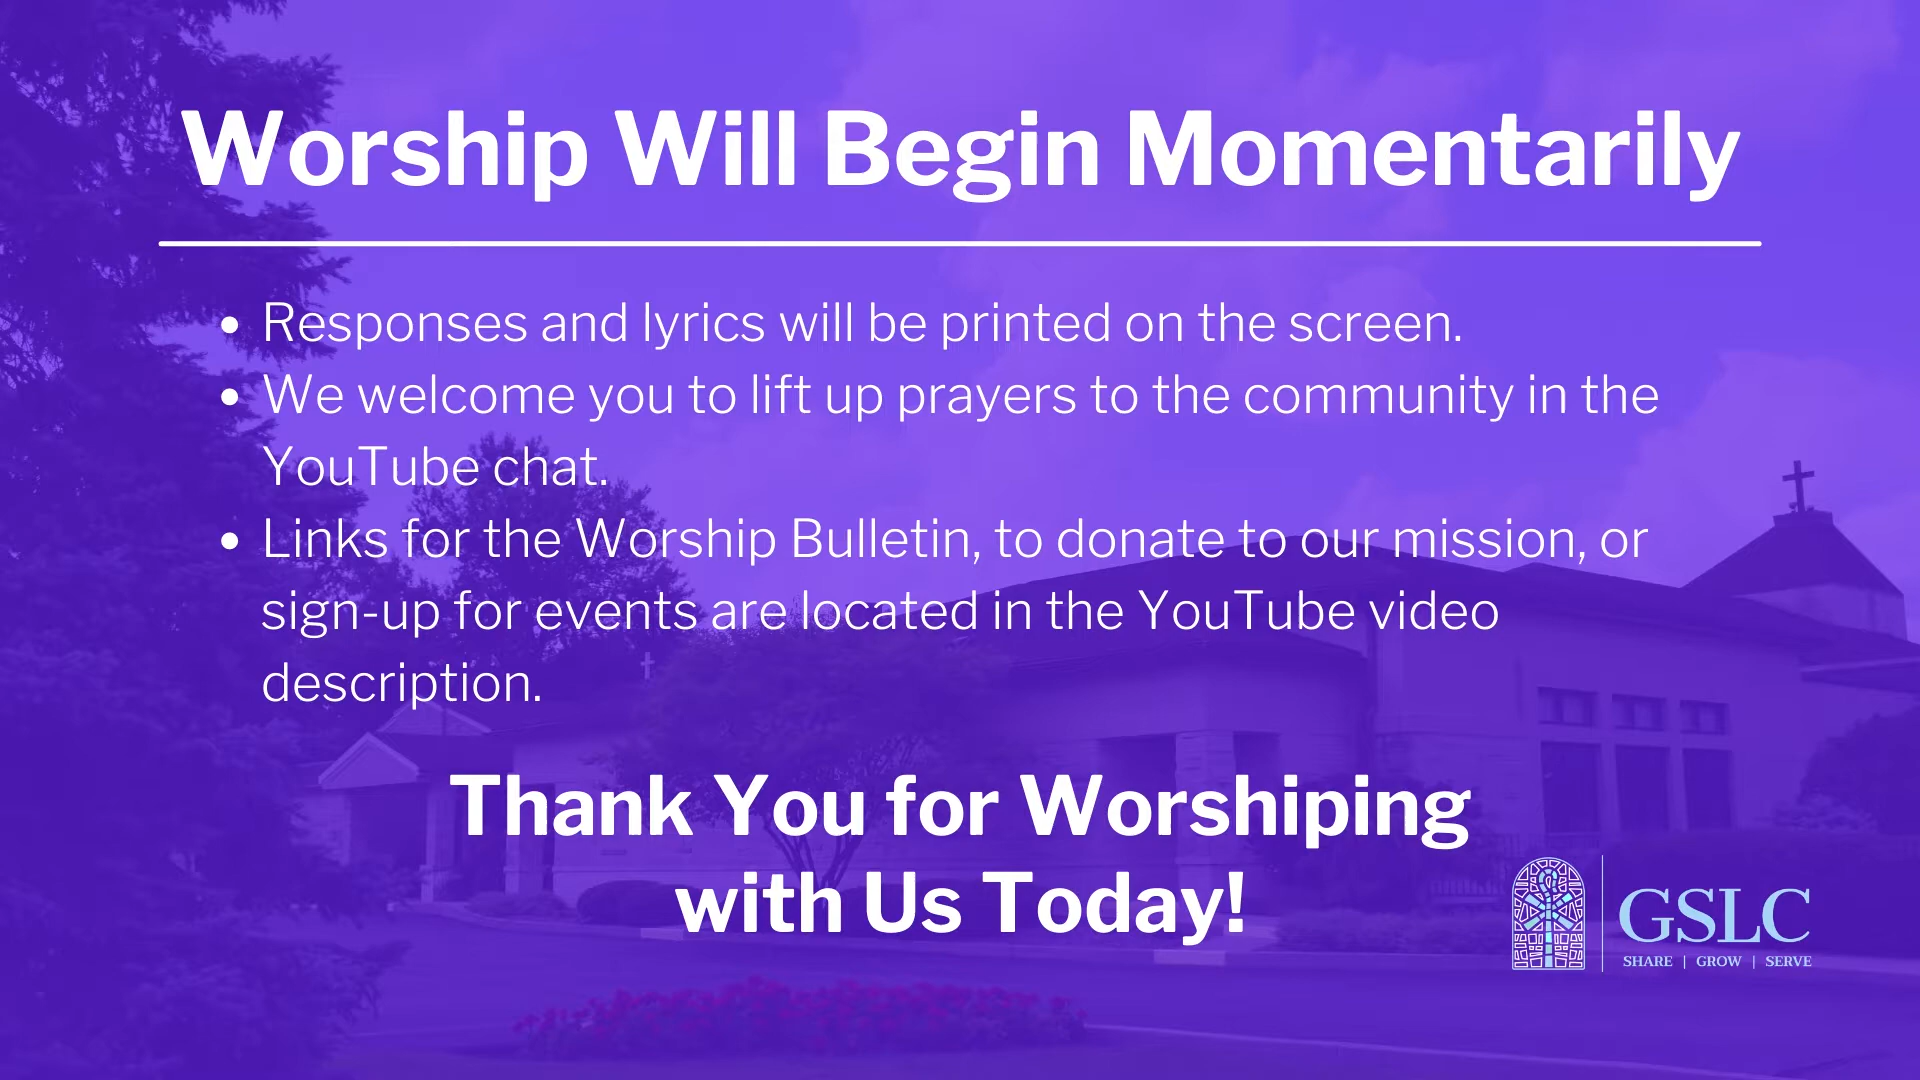 Worship Will Begin Momentarily
• Responses and lyrics will be printed on the screen.
• We welcome you to lift up prayers to the community in the
YouTube chat.
• Links for the Worship Bulletin, to donate to our mission, or
sign-up for events are located in the YouTube video
description.
Thank You for Worshiping
with Us Today!
GSLC
SHARE | GROW | SERVE